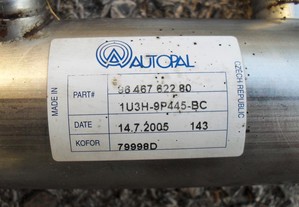 AUTOPAL
MADE IN
CZECH REPUBLIC
PART# 96 467 622 80
1U3H-9P445-BC
DATE 14.7.2005 143
KOFOR 79998D